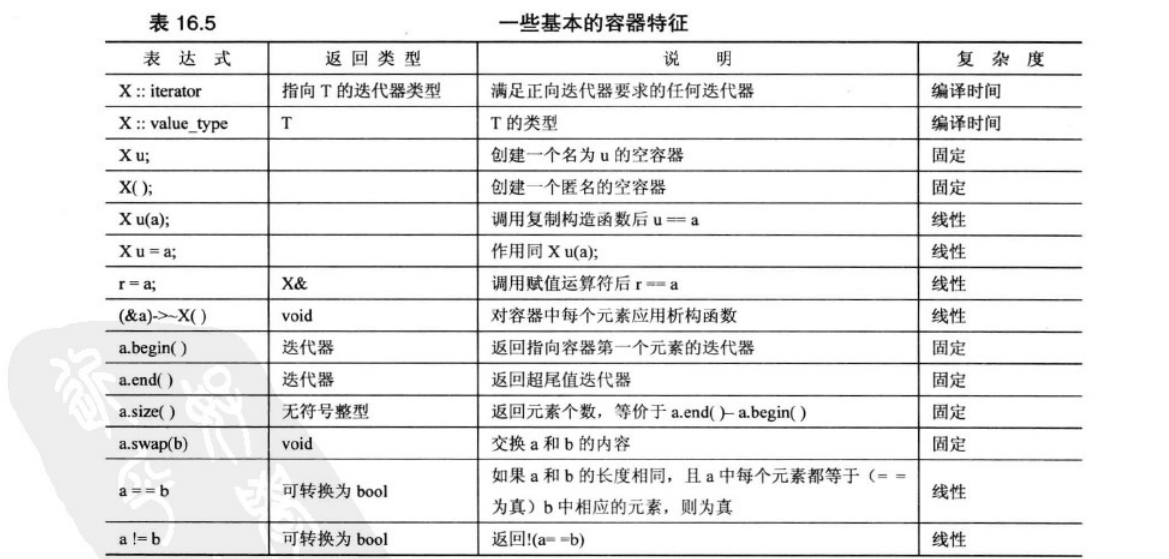 表 16.5 一些基本的容器特征
表 达 式 返 回 类 型 说 明 复 杂 度
X :: iterator 指向 T 的迭代器类型 满足正向迭代器要求的任何迭代器 编译时间
X :: value_type T T 的类型 编译时间
X u; 创建一个名为 u 的空容器 固定
X( ); 创建一个匿名的空容器 固定
X u(a); 调用复制构造函数后 u == a 线性
X u = a; 作用同 X u(a); 线性
r = a; X& 调用赋值运算符后 r == a 线性
(&a)->~X( ) void 对容器中每个元素应用析构函数 线性
a.begin( ) 迭代器 返回指向容器第一个元素的迭代器 固定
a.end( ) 迭代器 返回超尾值迭代器 固定
a.size( ) 无符号整型 返回元素个数，等价于 a.end( )– a.begin( ) 固定
a.swap(b) void 交换 a 和 b 的内容 固定
a = = b 可转换为 bool 如果 a 和 b 的长度相同，且 a 中每个元素都等于（= =
为真）b 中相应的元素，则为真 线性
a != b 可转换为 bool 返回!(a= =b) 线性